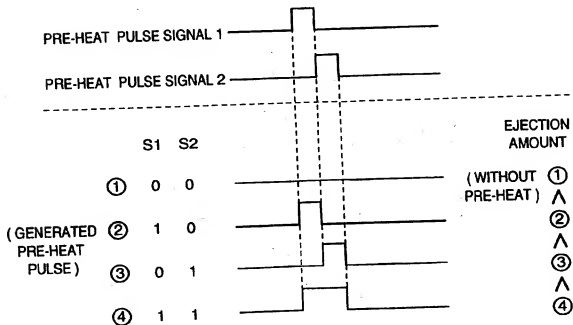 PRE-HEAT PULSE SIGNAL 1
PRE-HEAT PULSE SIGNAL 2
EJECTION
AMOUNT
S1 S2
① 0 0
(WITHOUT ①
PRE-HEAT)
∧
② 1 0
②
(GENERATED
PRE-HEAT
PULSE)
∧
③ 0 1
③
∧
④ 1 1
④